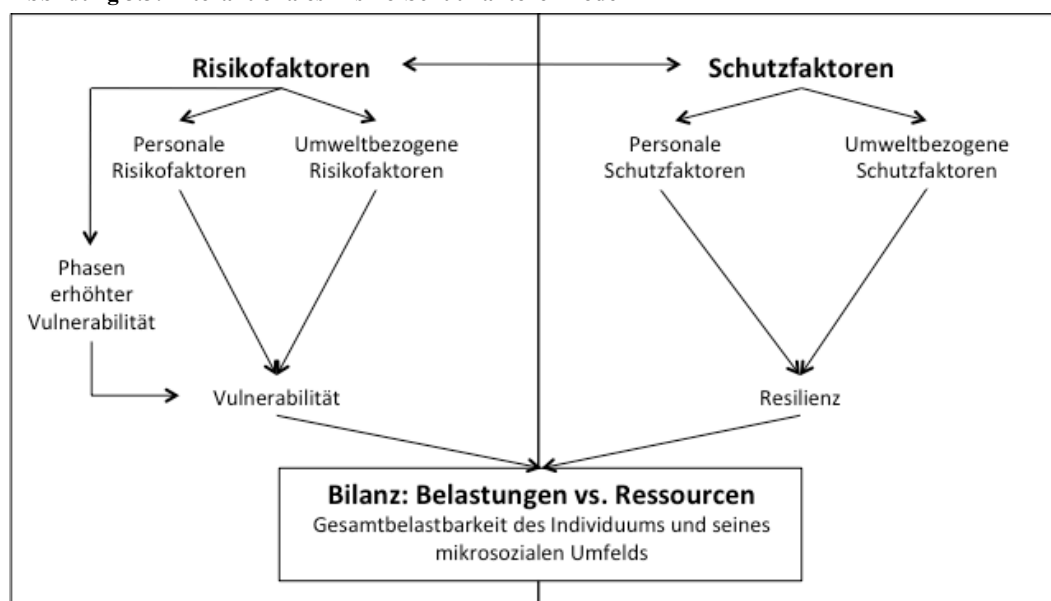 Risikofaktoren
Schutzfaktoren
Personale
Risikofaktoren
Umweltbezogene
Risikofaktoren
Personale
Schutzfaktoren
Umweltbezogene
Schutzfaktoren
Phasen
erhöhter
Vulnerabilität
Vulnerabilität
Resilienz
Bilanz: Belastungen vs. Ressourcen
Gesamtbelastbarkeit des Individuums und seines
mikrosozialen Umfelds